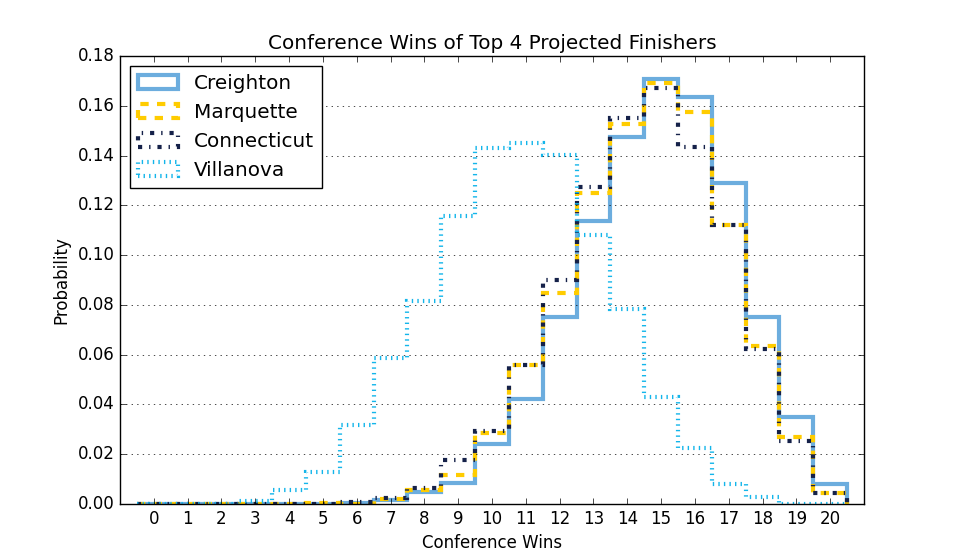 Conference Wins of Top 4 Projected Finishers
Creighton
Marquette
Connecticut
Villanova
Probability
0.18
0.16
0.14
0.12
0.10
0.08
0.06
0.04
0.02
0.00
0 1 2 3 4 5 6 7 8 9 10 11 12 13 14 15 16 17 18 19 20
Conference Wins